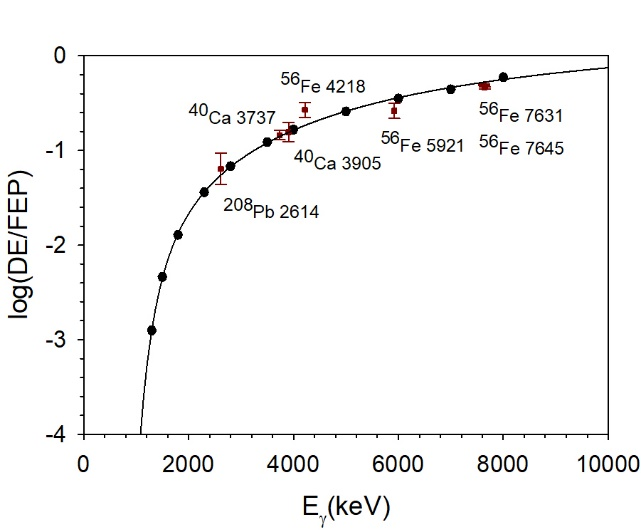 0
-1
-2
-3
-4
log(DE/FEP)
⁵⁶Fe 4218
⁴⁰Ca 3737
⁵⁶Fe 7631
⁵⁶Fe 5921
⁵⁶Fe 7645
⁴⁰Ca 3905
²⁰⁸Pb 2614
0 2000 4000 6000 8000 10000
Eᵧ(keV)